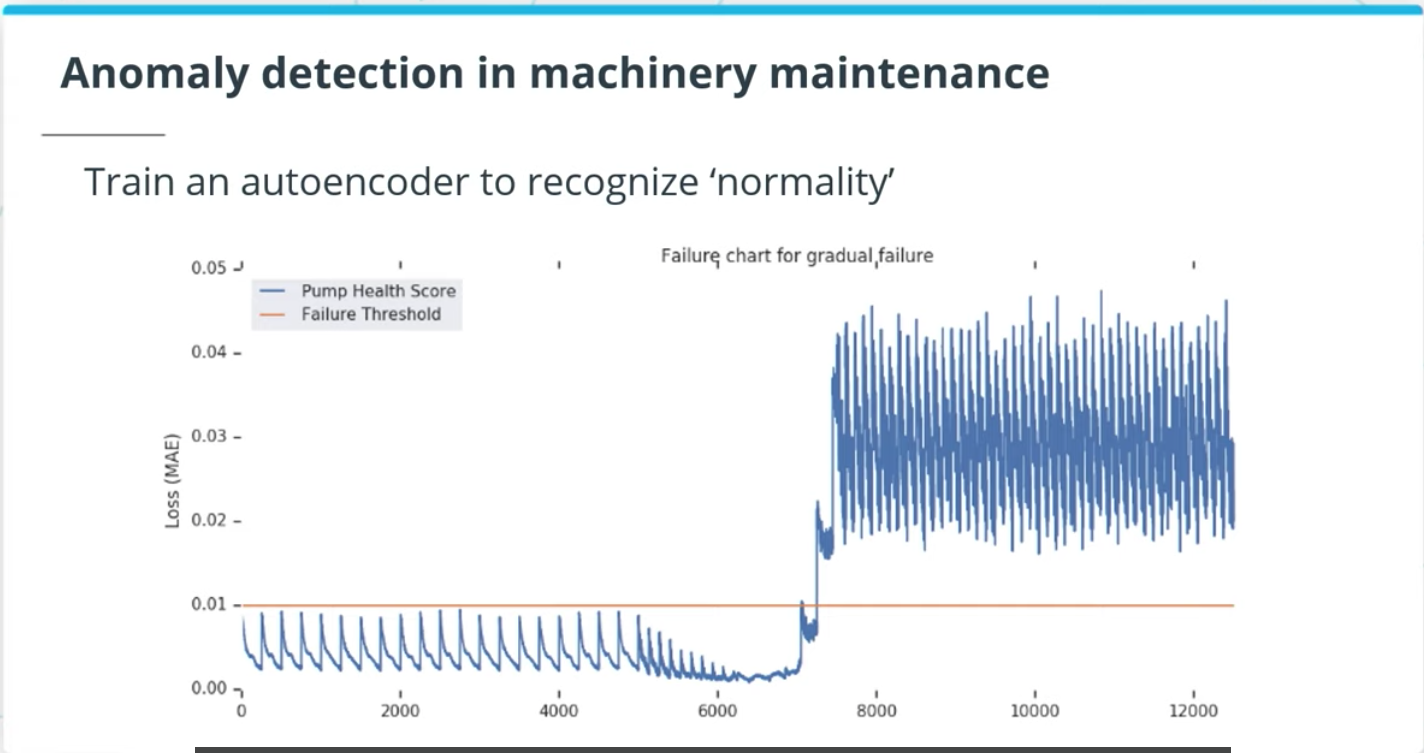 Anomaly detection in machinery maintenance
Train an autoencoder to recognize ‘normality’
Failure chart for gradual failure
Pump Health Score
Failure Threshold
Loss (MAE)
0.05
0.04
0.03
0.02
0.01
0.00
0 2000 4000 6000 8000 10000 12000